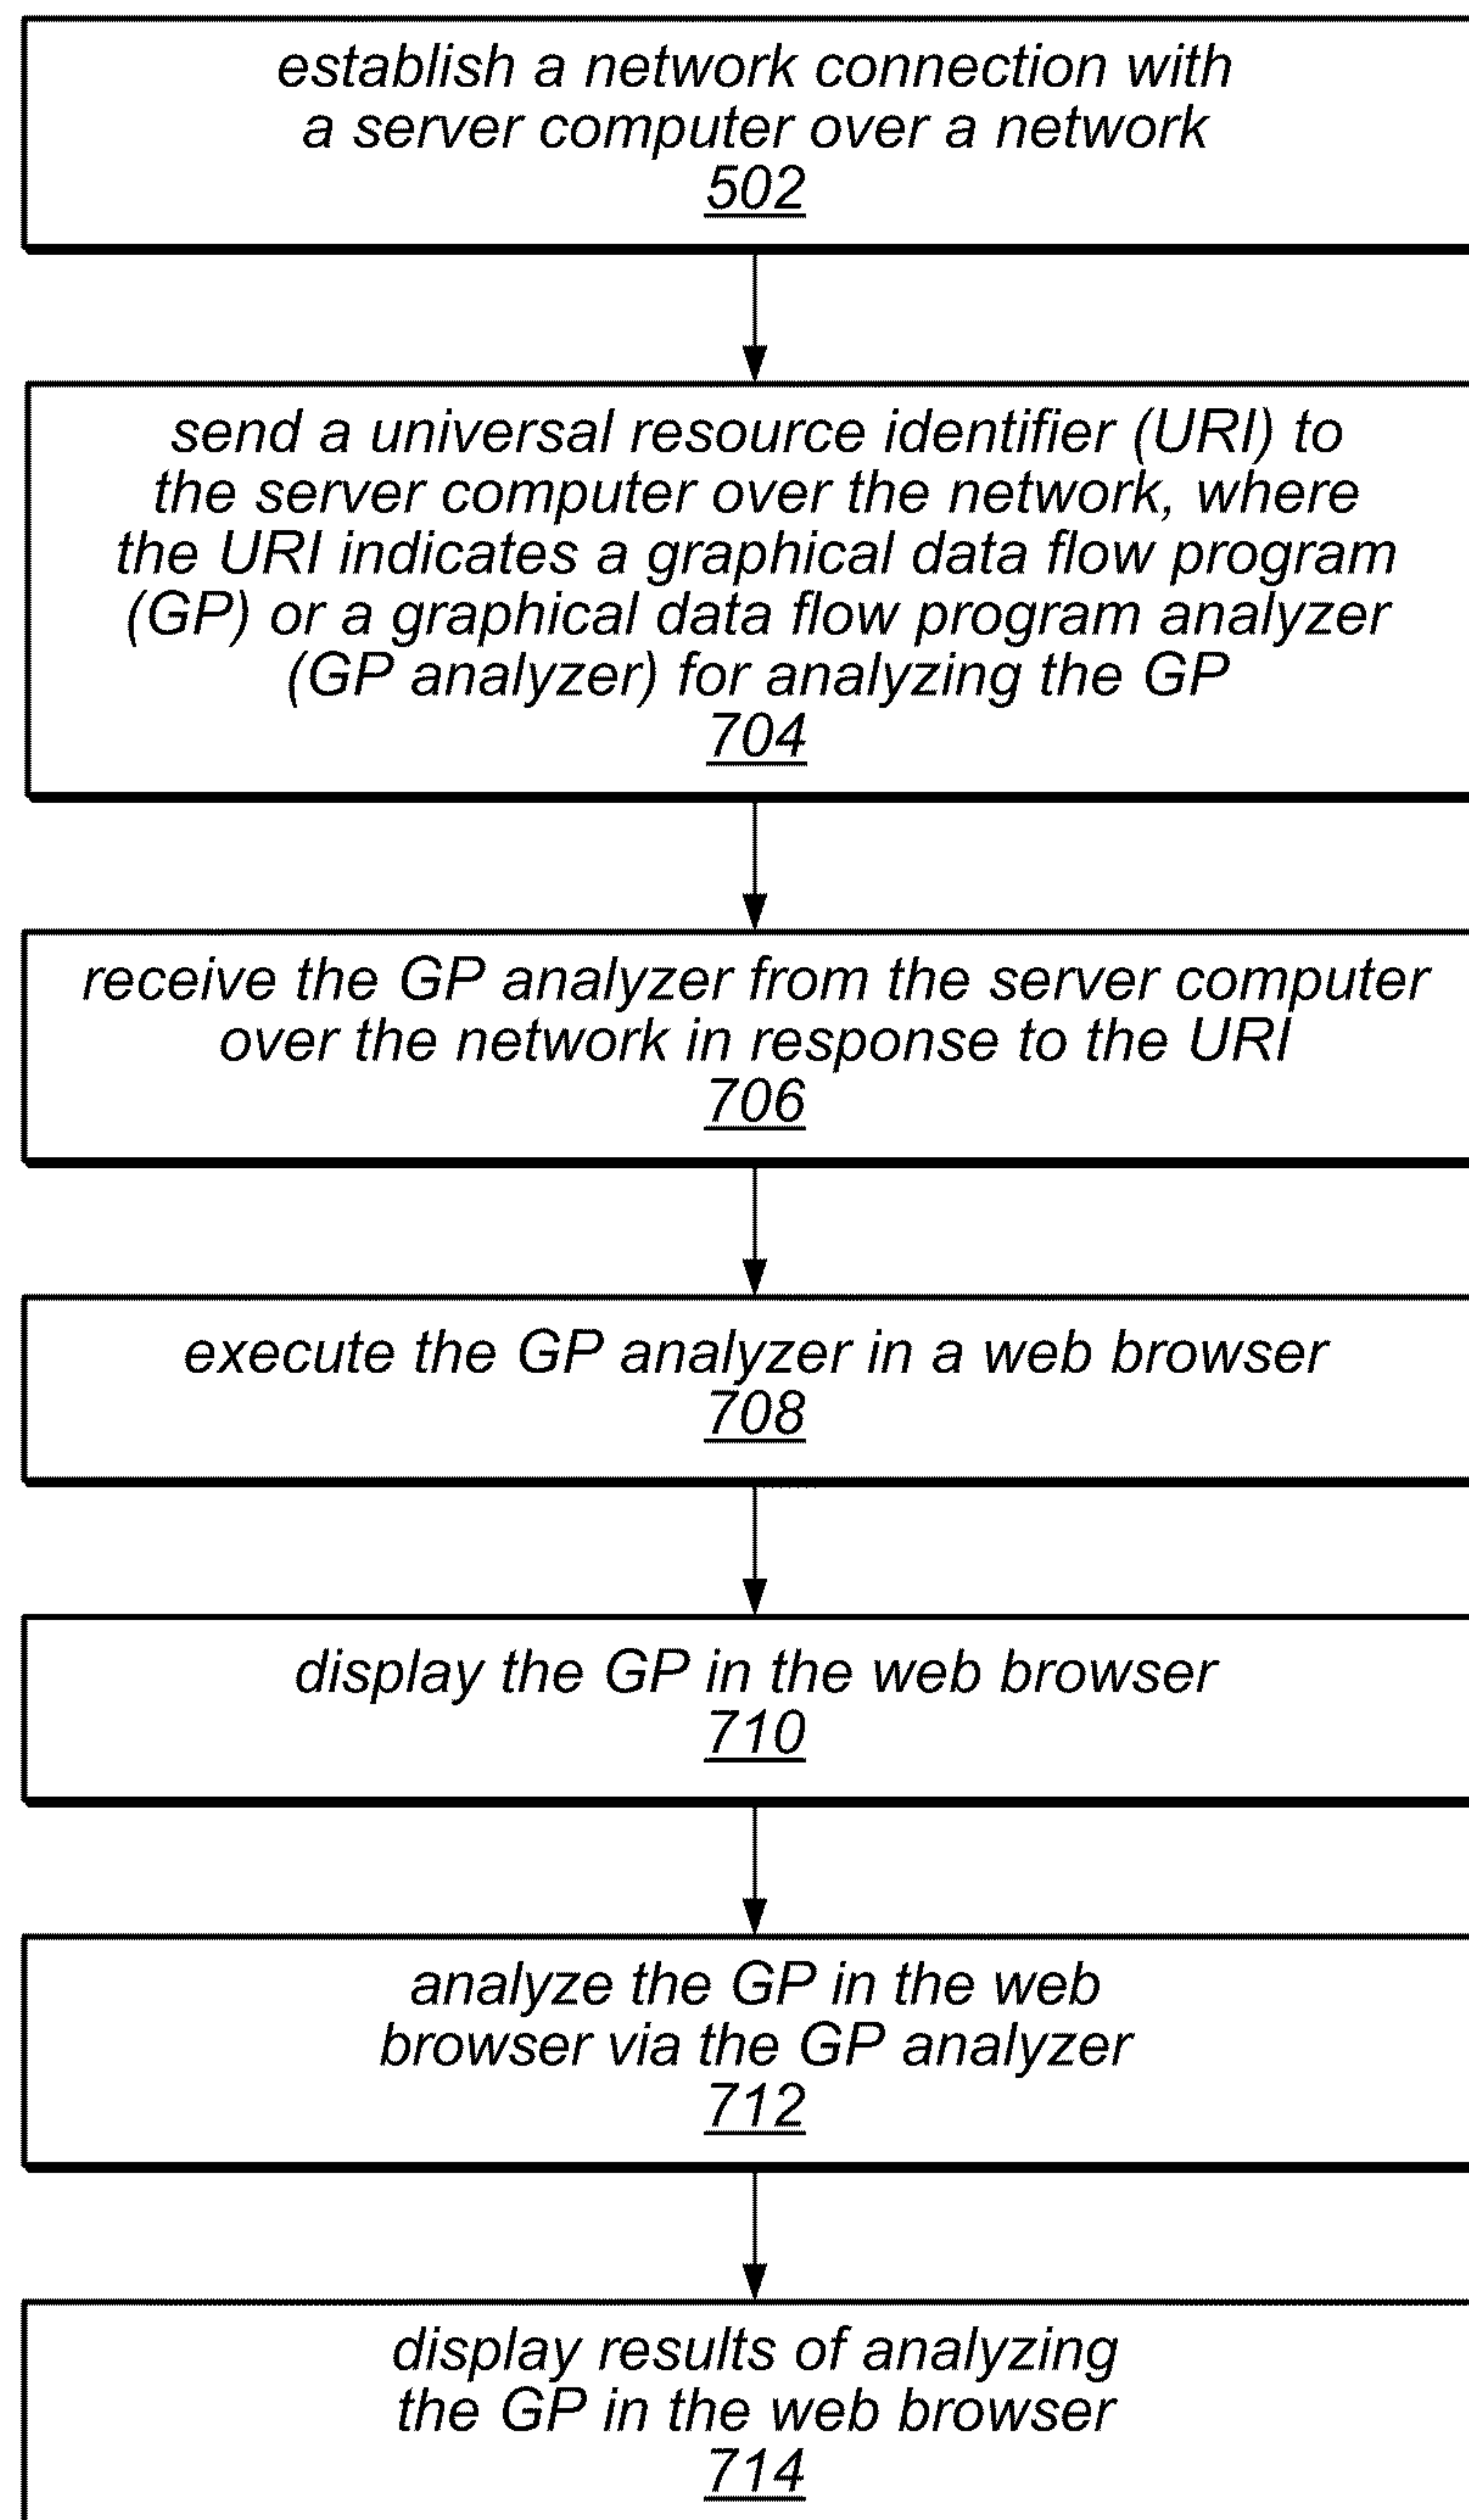 establish a network connection with
a server computer over a network
502
send a universal resource identifier (URI) to
the server computer over the network, where
the URI indicates a graphical data flow program
(GP) or a graphical data flow program analyzer
(GP analyzer) for analyzing the GP
704
receive the GP analyzer from the server computer
over the network in response to the URI
706
execute the GP analyzer in a web browser
708
display the GP in the web browser
710
analyze the GP in the web
browser via the GP analyzer
712
display results of analyzing
the GP in the web browser
714